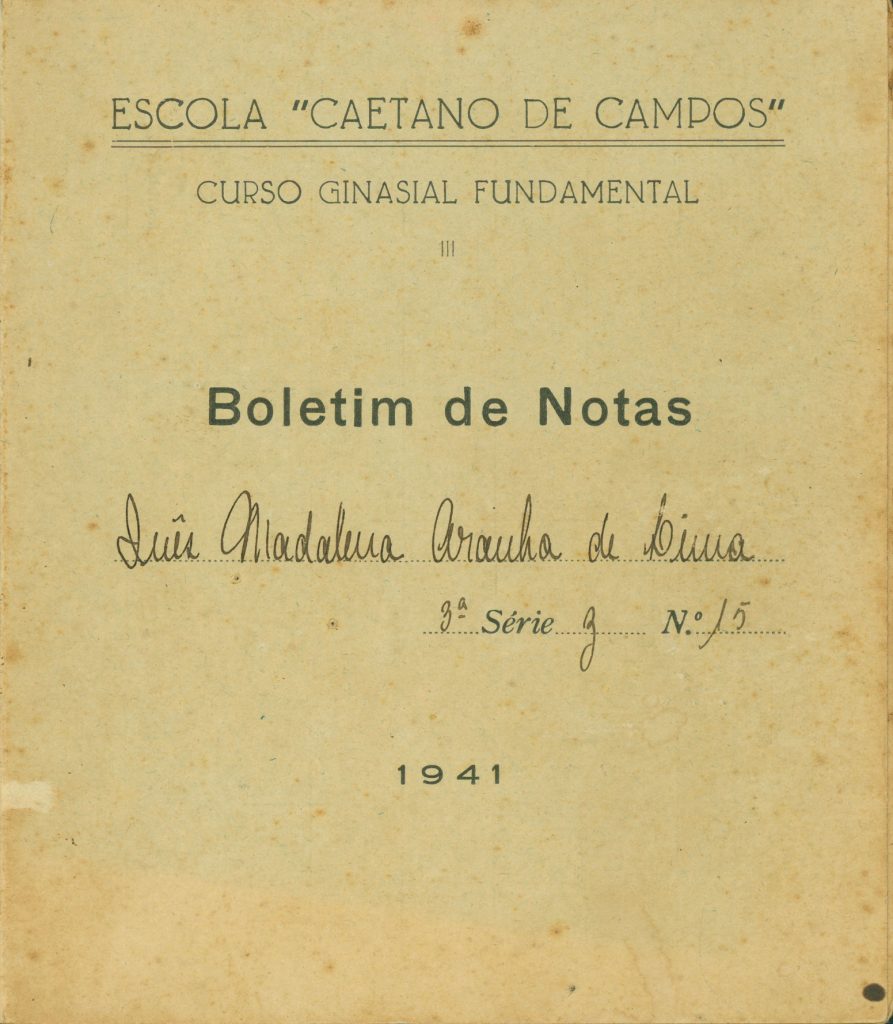 ESCOLA "CAETANO DE CAMPOS"
CURSO GINASIAL FUNDAMENTAL
III
Boletim de Notas
Inês Madalena Aranha de Lima
3ª Série z N.º 15
1941